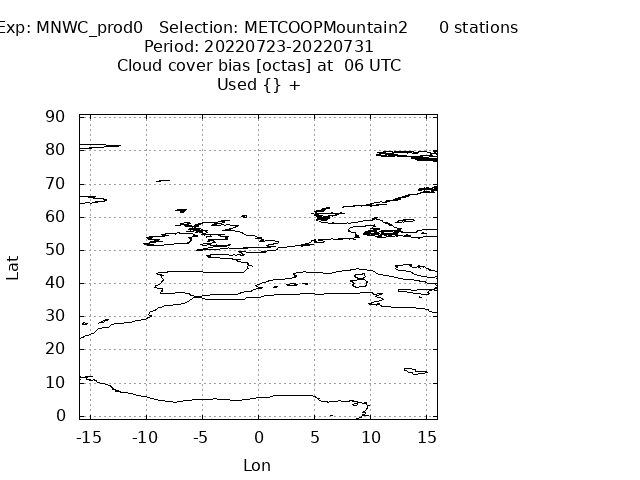 Exp: MNWC_prod0   Selection: METCOOPMountain2      0 stations
Period: 20220723-20220731
Cloud cover bias [octas] at  06 UTC
Used {} +
90
80
70
60
50
40
30
20
10
0
Lat
-15 -10 -5 0 5 10 15
Lon